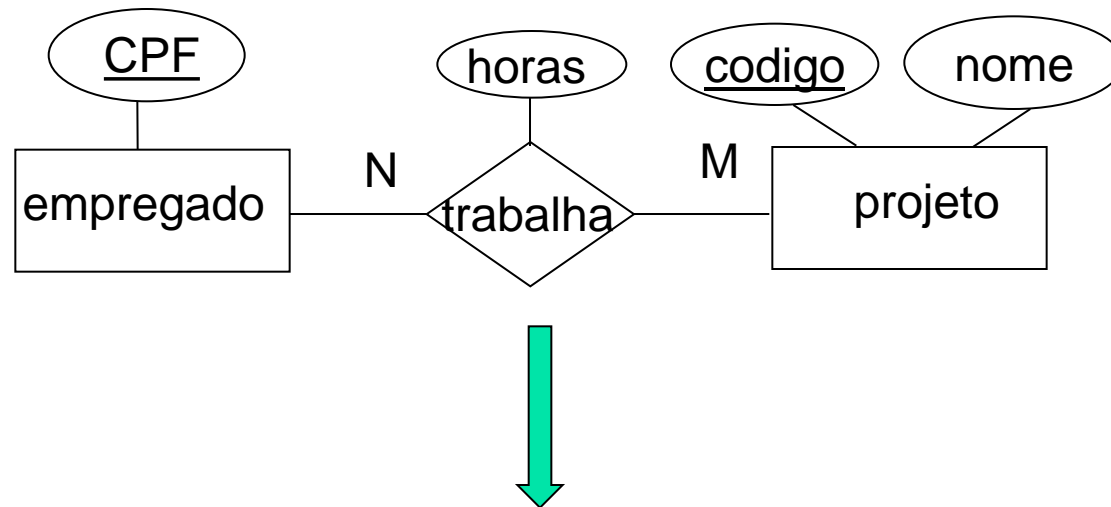 CPF
horas
codigo
nome
N
M
empregado
trabalha
projeto